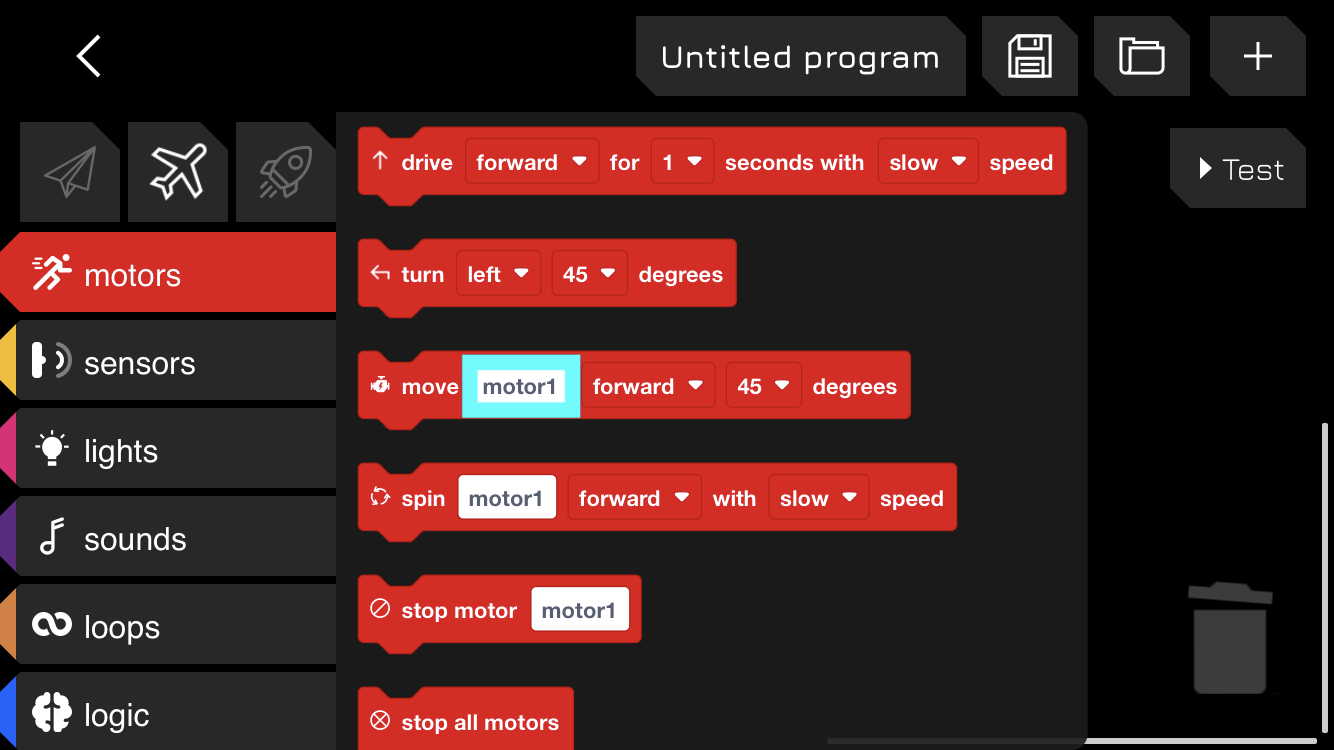 Untitled program
Test
motors
sensors
lights
sounds
loops
logic
drive forward for 1 seconds with slow speed
turn left 45 degrees
move motor1 forward 45 degrees
spin motor1 forward with slow speed
stop motor motor1
stop all motors